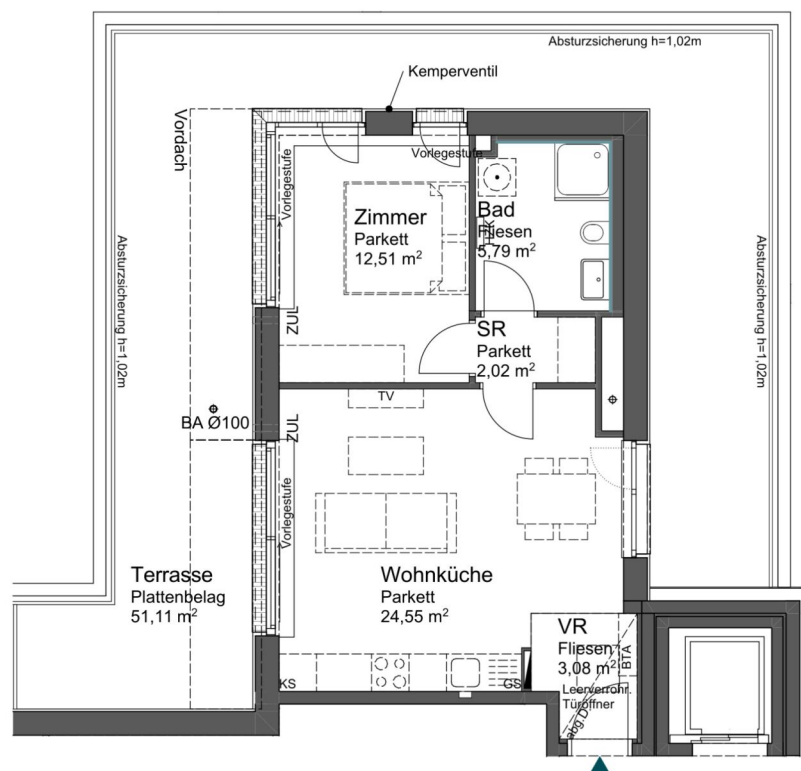 Absturzsicherung h=1,02m
Kemperventil
Vordach
Vorlegestufe
Vorlegestufe
Zimmer
Parkett
12,51 m²
Bad
Fliesen
5,79 m²
HK
Absturzsicherung h=1,02m
Absturzsicherung h=1,02m
ZUL
SR
Parkett
2,02 m²
TV
BA Ø100
ZUL
Vorlegestufe
Terrasse
Plattenbelag
51,11 m²
Wohnküche
Parkett
24,55 m²
VR
Fliesen
3,08 m²
BTA
Leerverrohr.
Türöffner
abg.D.
KS
GS